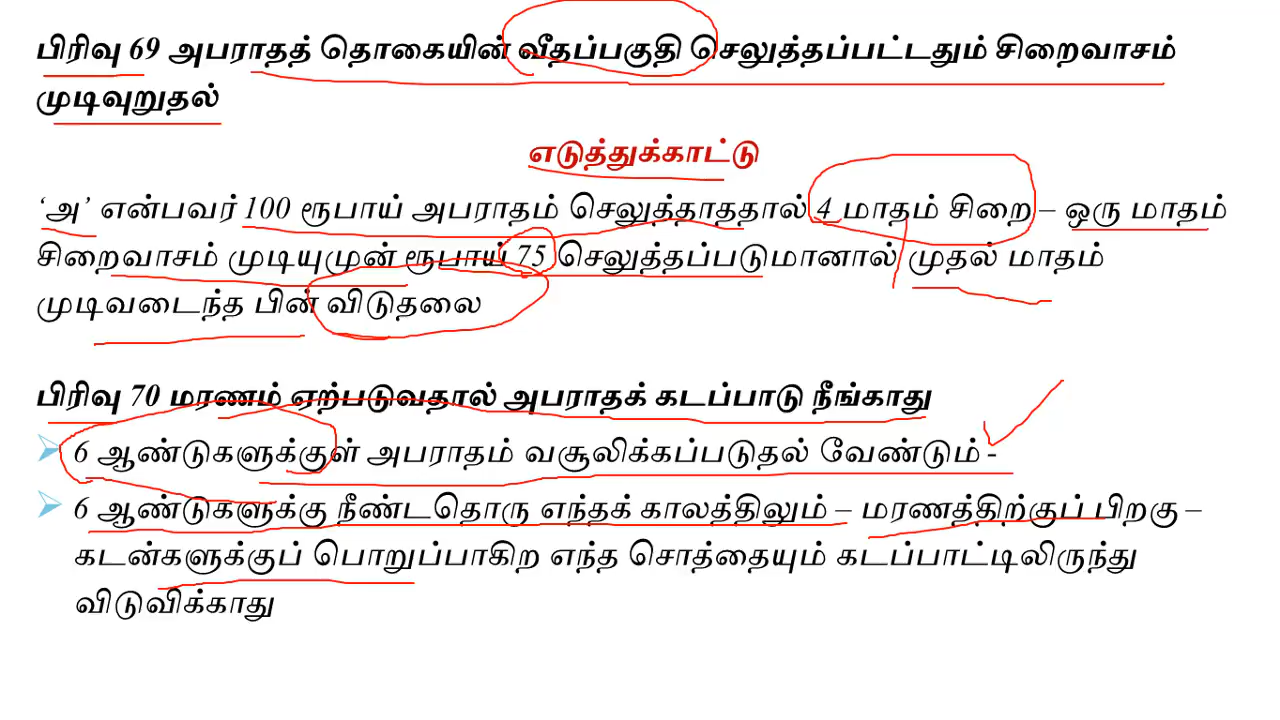 பிரிவு 69 அபராதத் தொகையின் வீதப்பகுதி செலுத்தப்பட்டதும் சிறைவாசம்
முடிவுறுதல்
எடுத்துக்காட்டு
‘அ’ என்பவர் 100 ரூபாய் அபராதம் செலுத்தாததால் 4 மாதம் சிறை – ஒரு மாதம்
சிறைவாசம் முடியுமுன் ரூபாய் 75 செலுத்தப்படுமானால் முதல் மாதம்
முடிவடைந்த பின் விடுதலை
பிரிவு 70 மரணம் ஏற்படுவதால் அபராதக் கடப்பாடு நீங்காது
6 ஆண்டுகளுக்குள் அபராதம் வசூலிக்கப்படுதல் வேண்டும் -
6 ஆண்டுகளுக்கு நீண்டதொரு எந்தக் காலத்திலும் – மரணத்திற்குப் பிறகு –
கடன்களுக்குப் பொறுப்பாகிற எந்த சொத்தையும் கடப்பாட்டிலிருந்து
விடுவிக்காது